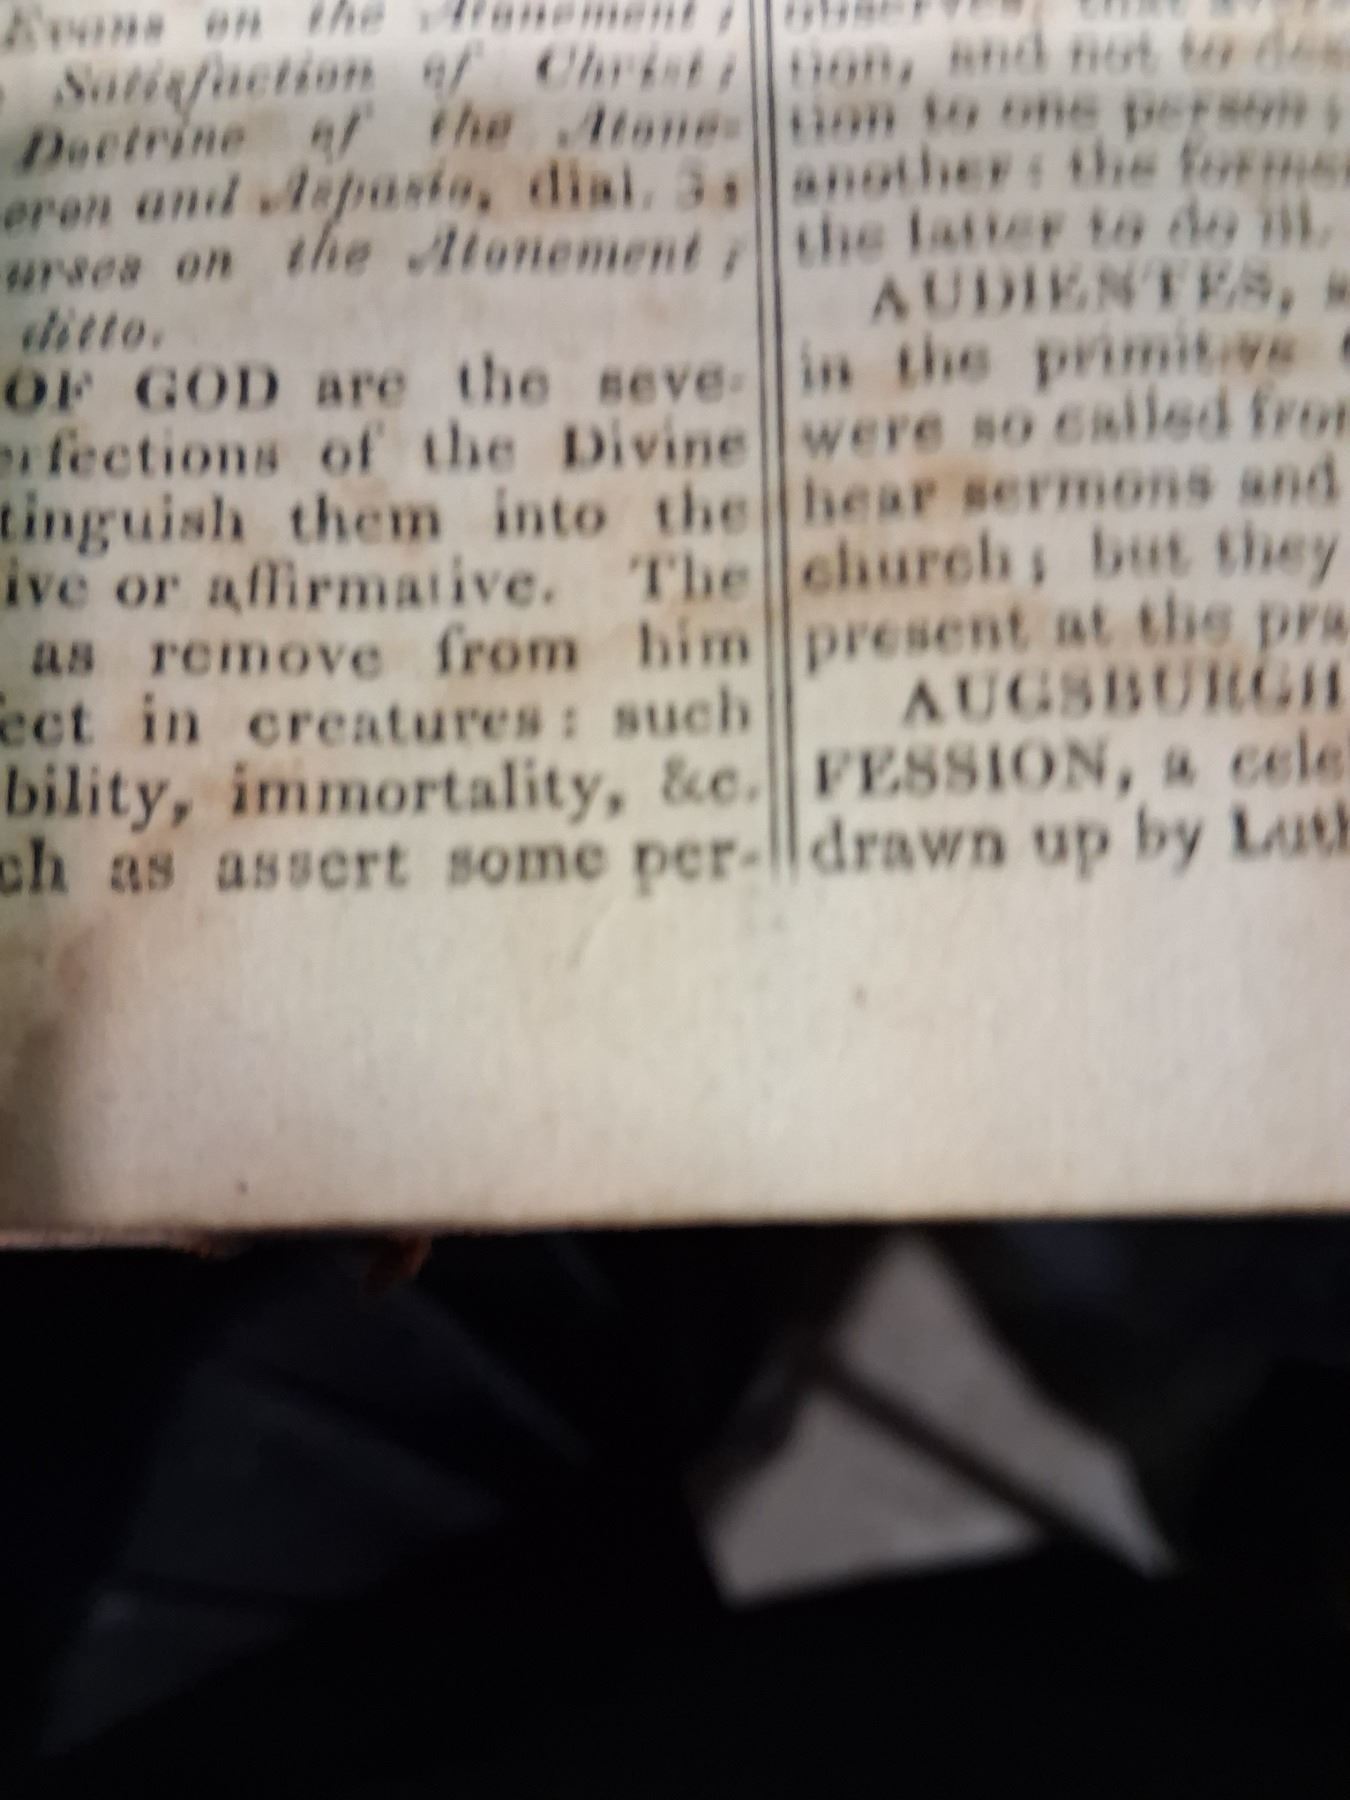 Evans on the Atonement;
Satisfaction of Christ;
Doctrine of the Atone-
eron and Aspasio, dial. 3;
urses on the Atonement;
ditto.
OF GOD are the seve-
rfections of the Divine
tinguish them into the
ive or affirmative. The
as remove from him
ect in creatures: such
bility, immortality, &c.
ch as assert some per-
tion, and not to
tion to one person;
another: the former
the latter to do ill.
AUDIENTES,
in the primitive
were so called from
hear sermons and
church; but they
present at the pra
AUGSBURGH
FESSION, a cele
drawn up by Luth